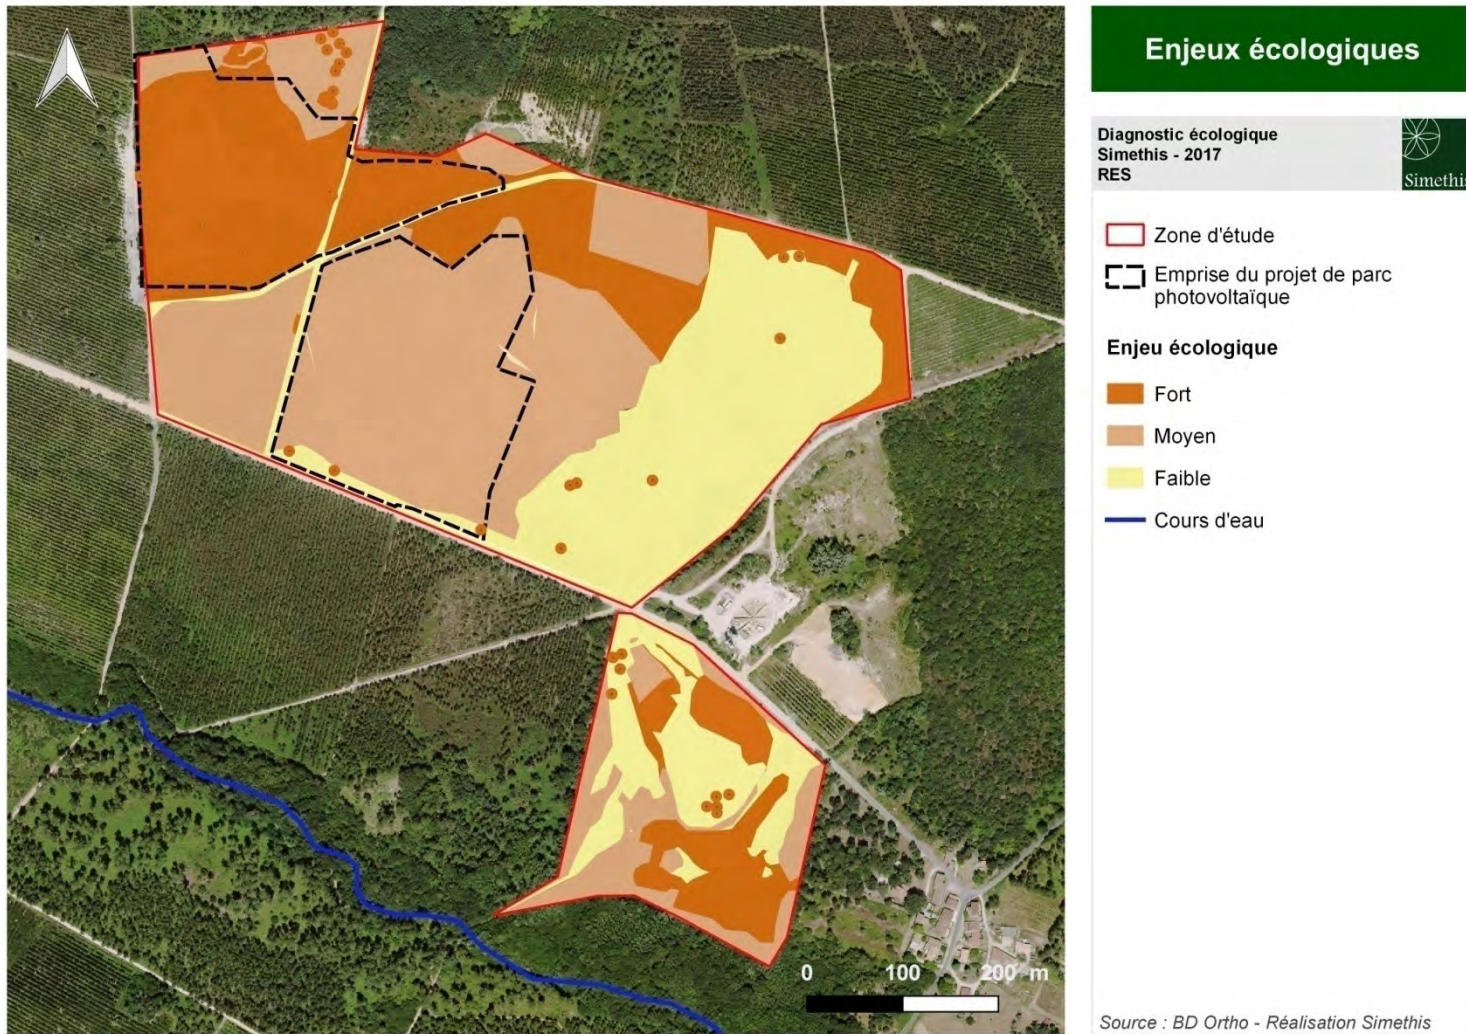 Enjeux écologiques
Diagnostic écologique
Simethis - 2017
RES
Simethis
Zone d'étude
Emprise du projet de parc
photovoltaïque
Enjeu écologique
Fort
Moyen
Faible
Cours d'eau
0 100 200 m
Source : BD Ortho - Réalisation Simethis